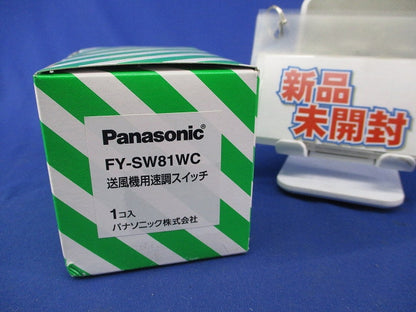 Panasonic®
FY-SW81WC
送風機用速調スイッチ
1コ入
パナソニック株式会社
新品
未開封